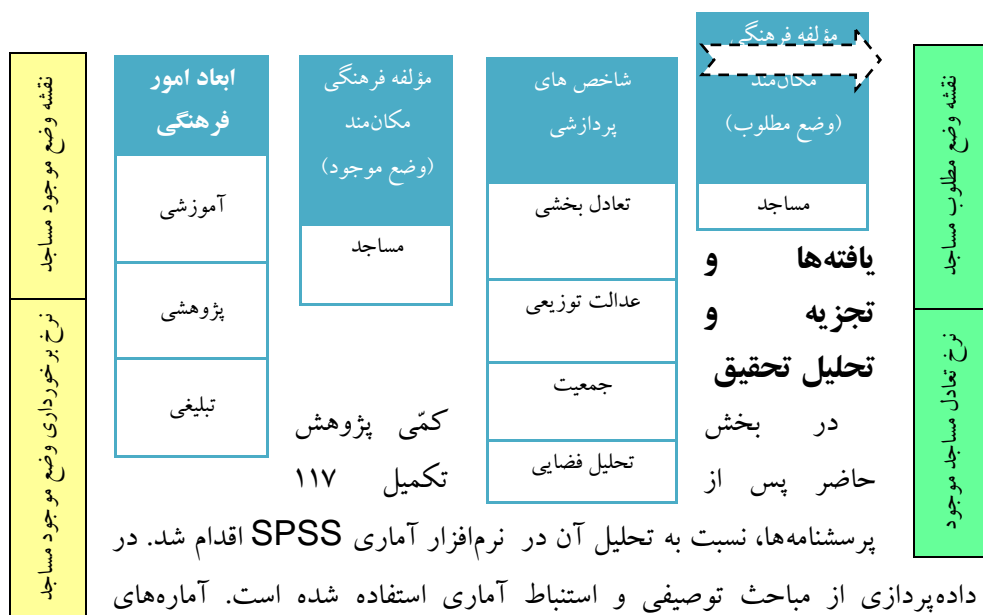 مؤلفه فرهنگی
مکان‌مند
(وضع مطلوب)
مساجد
نقشه وضع مطلوب مساجد
نرخ تعادل مساجد موجود
شاخص های
پردازشی
تعادل بخشی
عدالت توزیعی
جمعیت
تحلیل فضایی
مؤلفه فرهنگی
مکان‌مند
(وضع موجود)
مساجد
ابعاد امور
فرهنگی
آموزشی
پژوهشی
تبلیغی
نقشه وضع موجود مساجد
نرخ برخورداری وضع موجود مساجد
یافته‌ها و
تجزیه و
تحلیل تحقیق
در بخش کمّی پژوهش
حاضر پس از تکمیل ۱۱۷
پرسشنامه‌ها، نسبت به تحلیل آن در نرم‌افزار آماری SPSS اقدام شد. در
داده‌پردازی از مباحث توصیفی و استنباط آماری استفاده شده است. آماره‌های